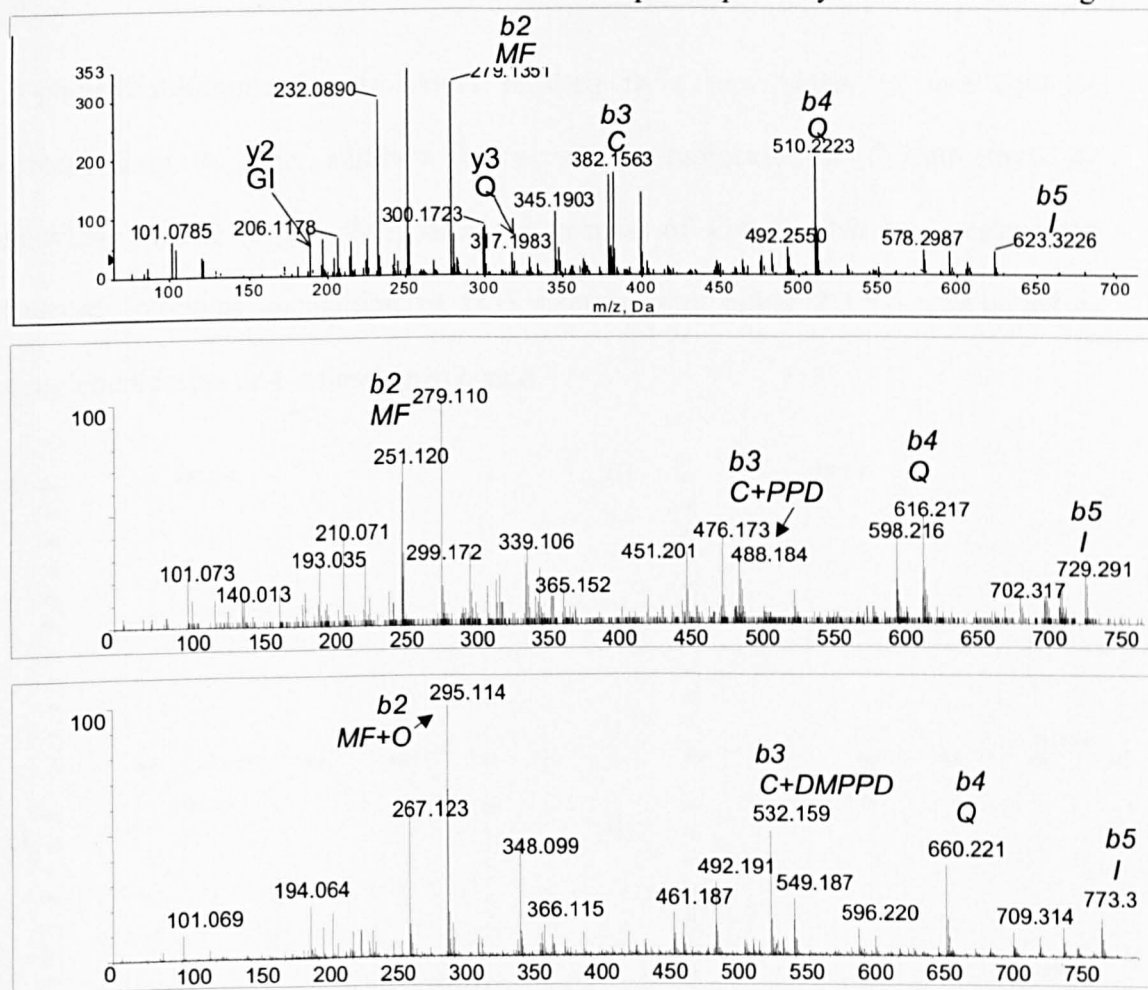 b2
MF
353
300
200
100
0
232.0890
279.1351
y2
GI
101.0785
206.1178
y3
Q
300.1723
317.1983
345.1903
b3
C
382.1563
b4
Q
510.2223
492.2550
578.2987
b5
I
623.3226
100 150 200 250 300 350 400 450 500 550 600 650 700
m/z, Da
100
b2
MF
279.110
251.120
101.073
140.013
193.035
210.071
299.172
339.106
365.152
b3
C+PPD
451.201
476.173
488.184
b4
Q
616.217
598.216
b5
I
702.317
729.291
0 100 150 200 250 300 350 400 450 500 550 600 650 700 750
100
b2
MF+O
295.114
267.123
101.069
194.064
348.099
366.115
b3
C+DMPPD
532.159
461.187
492.191
549.187
596.220
b4
Q
660.221
709.314
b5
I
773.3
0 100 150 200 250 300 350 400 450 500 550 600 650 700 750